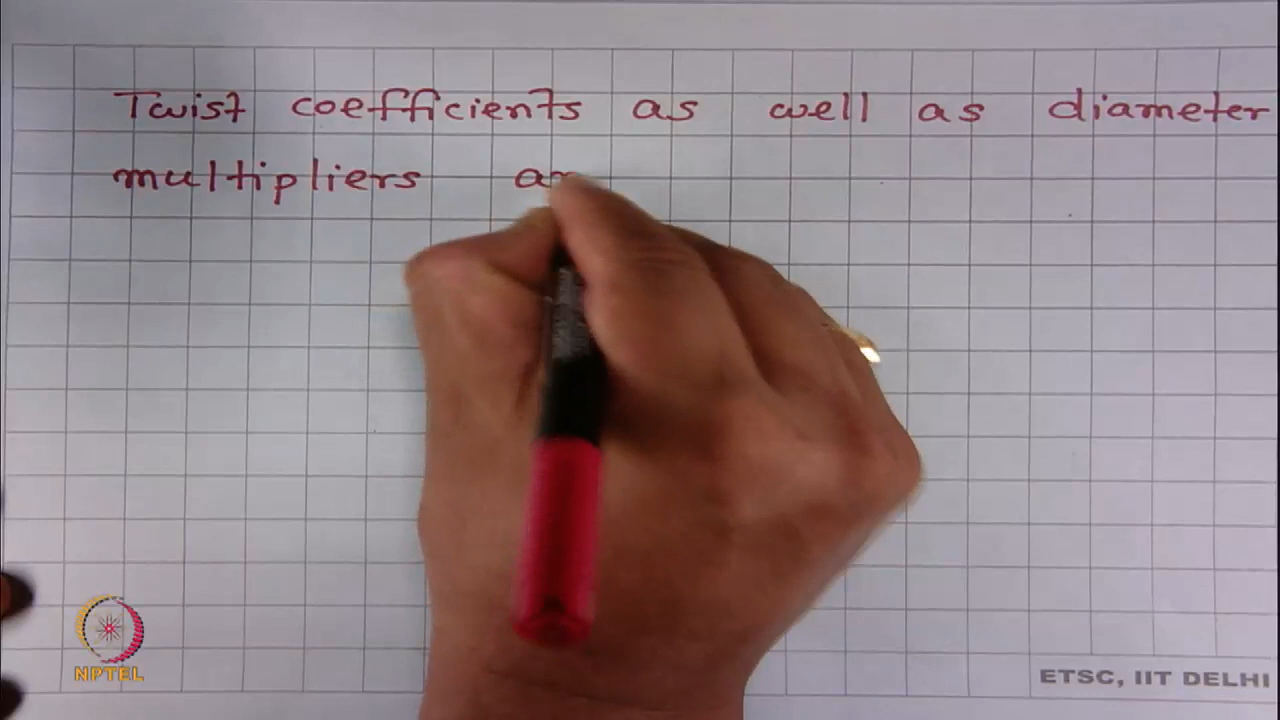 Twist coefficients as well as diameter
multipliers
NPTEL
ETSC, IIT DELHI